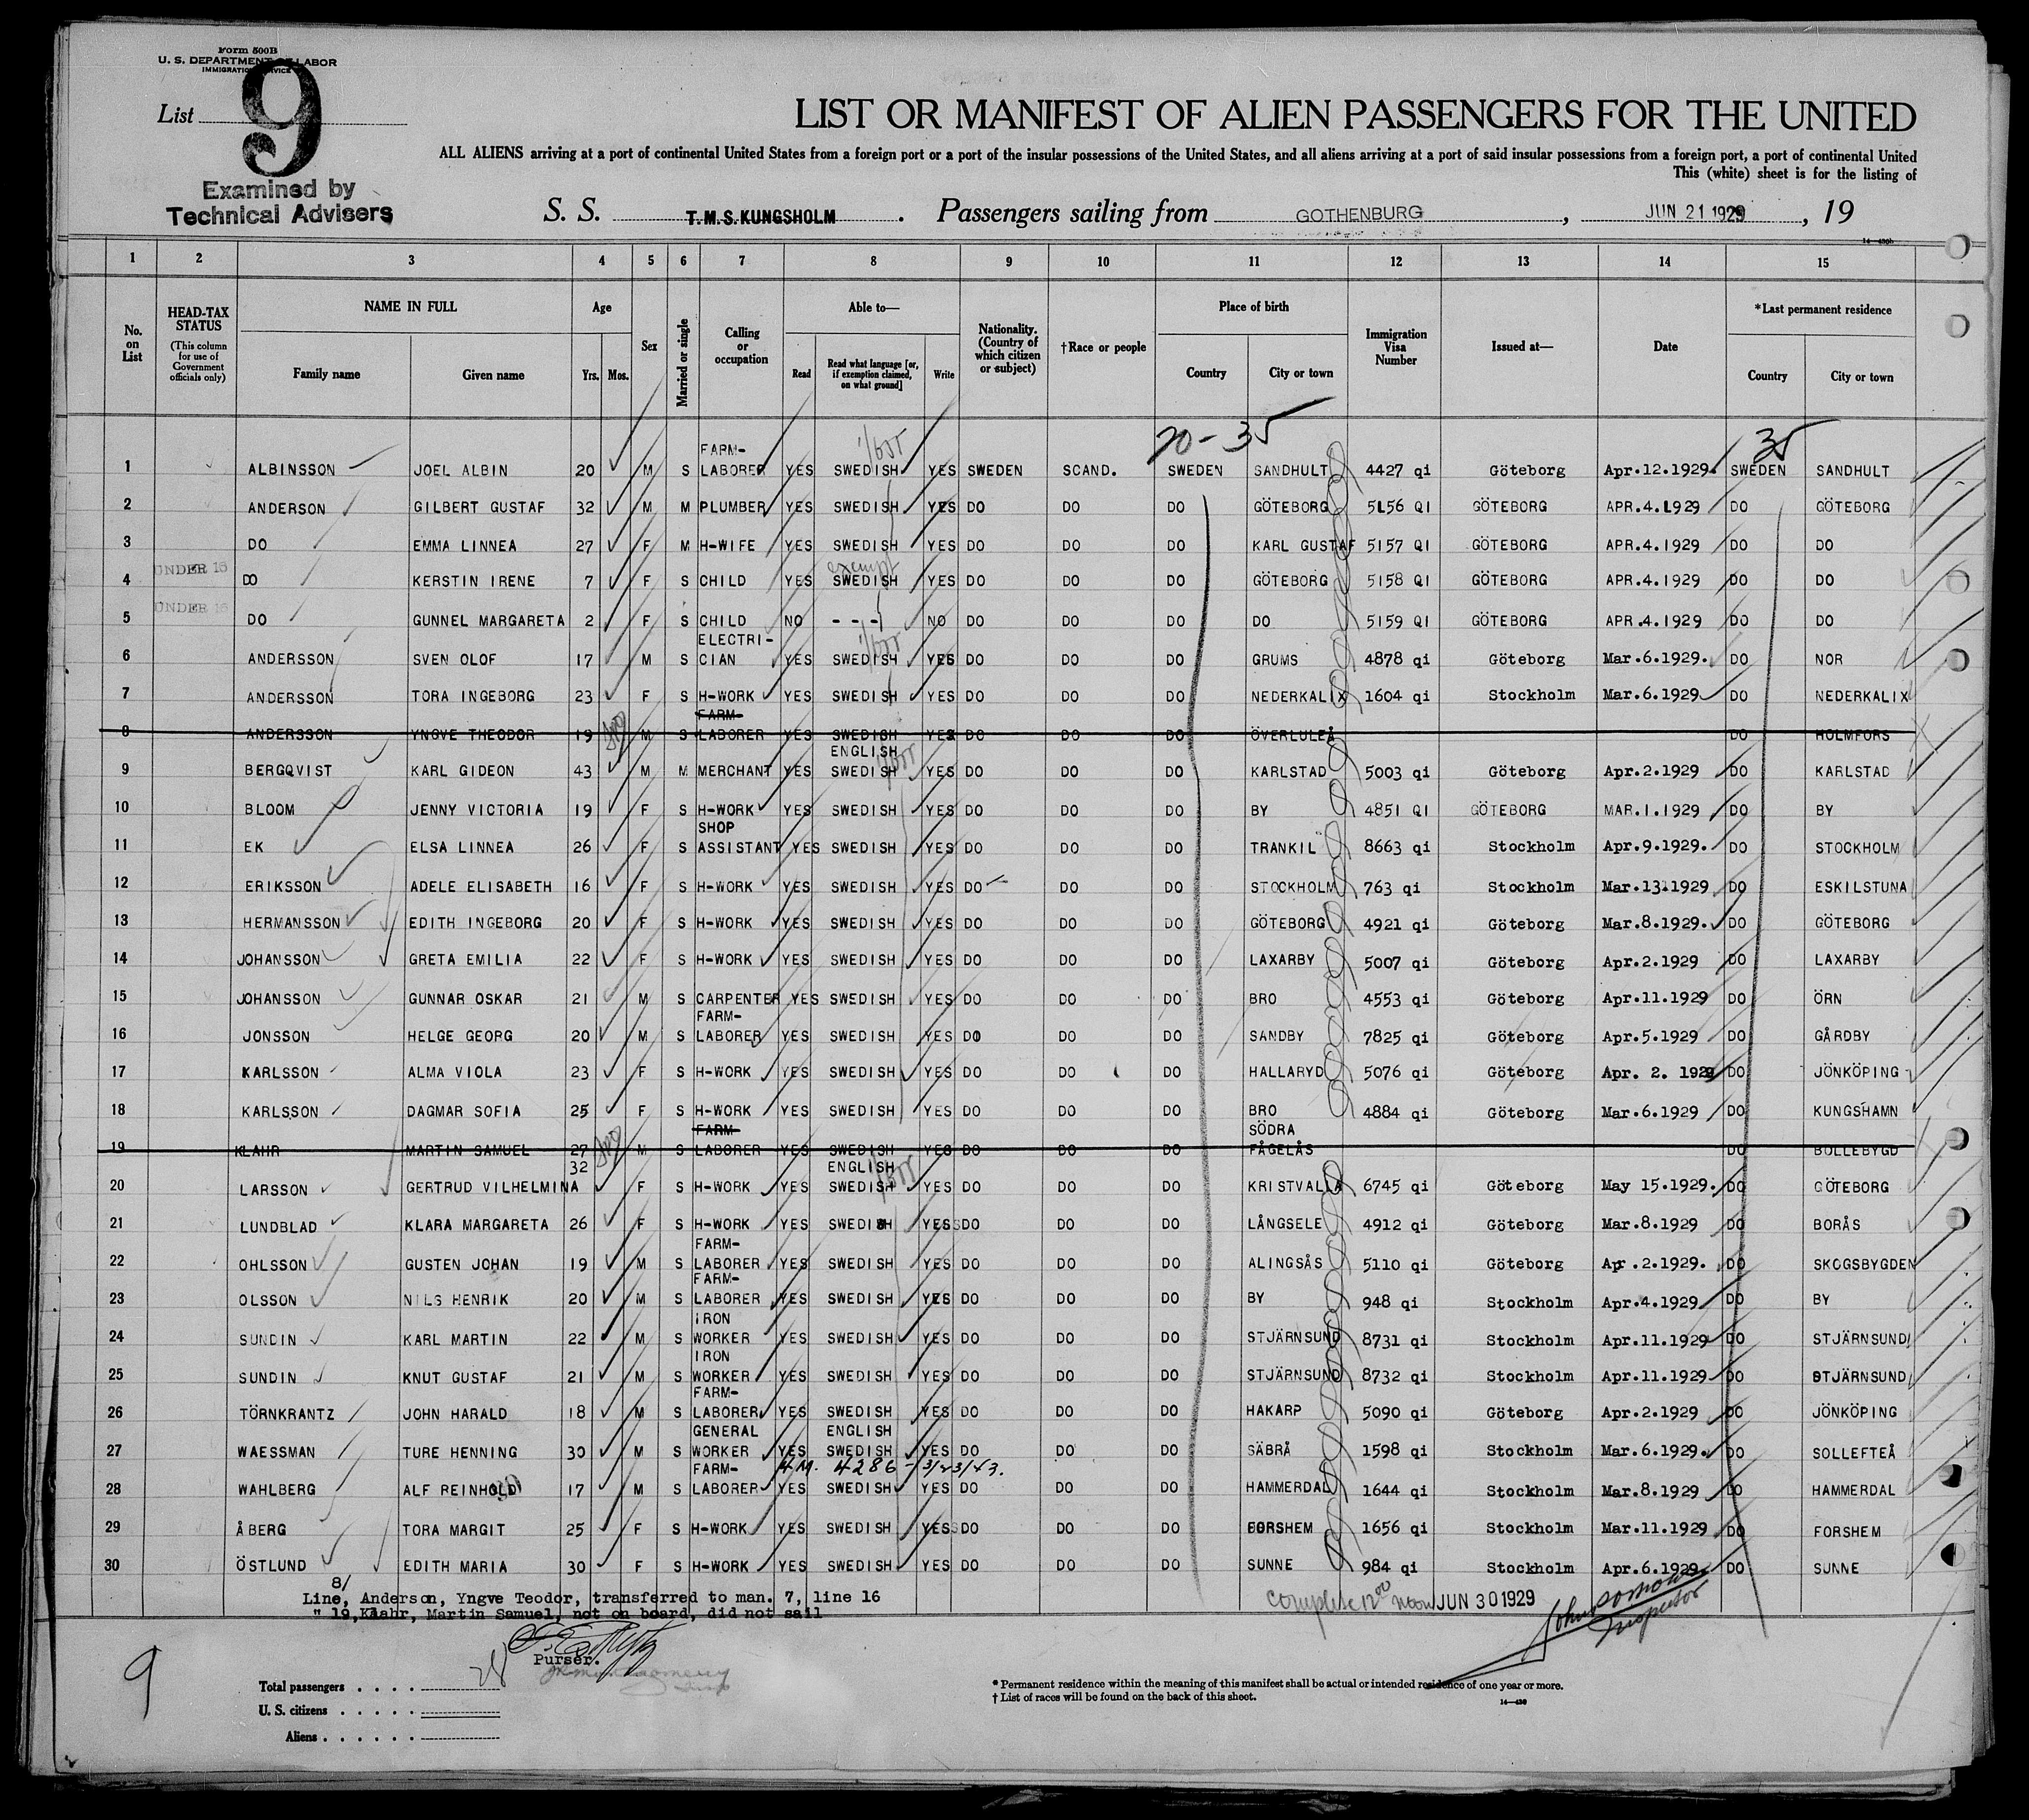 Form 500B
U. S. DEPARTMENT OF LABOR
IMMIGRATION SERVICE
List 9
Examined by
Technical Advisers
LIST OR MANIFEST OF ALIEN PASSENGERS FOR THE UNITED
ALL ALIENS arriving at a port of continental United States from a foreign port or a port of the insular possessions of the United States, and all aliens arriving at a port of said insular possessions from a foreign port, a port of continental United
This (white) sheet is for the listing of
S. S. T.M.S. KUNGSHOLM . Passengers sailing from GOTHENBURG , JUN 21 1929 , 19
14—430b
1 2 3 4 5 6 7 8 9 10 11 12 13 14 15
No. on List
HEAD-TAX STATUS (This column for use of Government officials only)
NAME IN FULL Family name Given name
Age Yrs. Mos.
Sex
Married or single
Calling or occupation
Able to— Read Read what language [or, if exemption claimed, on what ground] Write
Nationality. (Country of which citizen or subject)
†Race or people
Place of birth Country City or town
Immigration Visa Number
Issued at—
Date
*Last permanent residence Country City or town
20-35 35
1 ALBINSSON JOEL ALBIN 20 M S FARM-LABORER YES SWEDISH YES SWEDEN SCAND. SWEDEN SANDHULT 4427 qi Göteborg Apr.12.1929. SWEDEN SANDHULT
2 ANDERSON GILBERT GUSTAF 32 M M PLUMBER YES SWEDISH YES DO DO DO GÖTEBORG 5156 QI GÖTEBORG APR.4.1929 DO GÖTEBORG
3 DO EMMA LINNEA 27 F M H-WIFE YES SWEDISH YES DO DO DO KARL GUSTAF 5157 QI GÖTEBORG APR.4.1929 DO DO
exempt
4 UNDER 16 DO KERSTIN IRENE 7 F S CHILD YES SWEDISH YES DO DO DO GÖTEBORG 5158 QI GÖTEBORG APR.4.1929 DO DO
5 UNDER 16 DO GUNNEL MARGARETA 2 F S CHILD NO - - - NO DO DO DO DO 5159 QI GÖTEBORG APR.4.1929 DO DO
6 ANDERSSON SVEN OLOF 17 M S ELECTRI-CIAN YES SWEDISH YES DO DO DO GRUMS 4878 qi Göteborg Mar.6.1929. DO NOR
7 ANDERSSON TORA INGEBORG 23 F S H-WORK YES SWEDISH YES DO DO DO NEDERKALIX 1604 qi Stockholm Mar.6.1929 DO NEDERKALIX
8 ANDERSSON YNGVE THEODOR 19 M S FARM-LABORER YES SWEDISH YES DO DO DO ÖVERLULEÅ DO HOLMFORS
9 BERGQVIST KARL GIDEON 43 M M MERCHANT YES ENGLISH SWEDISH YES DO DO DO KARLSTAD 5003 qi Göteborg Apr.2.1929 DO KARLSTAD
10 BLOOM JENNY VICTORIA 19 F S H-WORK YES SWEDISH YES DO DO DO BY 4851 QI GÖTEBORG MAR.1.1929 DO BY
11 EK ELSA LINNEA 26 F S SHOP ASSISTANT YES SWEDISH YES DO DO DO TRANKIL 8663 qi Stockholm Apr.9.1929. DO STOCKHOLM
12 ERIKSSON ADELE ELISABETH 16 F S H-WORK YES SWEDISH YES DO DO DO STOCKHOLM 763 qi Stockholm Mar.13.1929 DO ESKILSTUNA
13 HERMANSSON EDITH INGEBORG 20 F S H-WORK YES SWEDISH YES DO DO DO GÖTEBORG 4921 qi Göteborg Mar.8.1929. DO GÖTEBORG
14 JOHANSSON GRETA EMILIA 22 F S H-WORK YES SWEDISH YES DO DO DO LAXARBY 5007 qi Göteborg Apr.2.1929 DO LAXARBY
15 JOHANSSON GUNNAR OSKAR 21 M S CARPENTER YES SWEDISH YES DO DO DO BRO 4553 qi Göteborg Apr.11.1929 DO ÖRN
16 JONSSON HELGE GEORG 20 M S FARM-LABORER YES SWEDISH YES DO DO DO SANDBY 7825 qi Göteborg Apr.5.1929 DO GÅRDBY
17 KARLSSON ALMA VIOLA 23 F S H-WORK YES SWEDISH YES DO DO DO HALLARYD 5076 qi Göteborg Apr. 2. 1929 DO JÖNKÖPING
18 KARLSSON DAGMAR SOFIA 25 F S H-WORK YES SWEDISH YES DO DO DO BRO 4884 qi Göteborg Mar.6.1929 DO KUNGSHAMN
19 KLAHR MARTIN SAMUEL 27 M S FARM-LABORER YES SWEDISH YES DO DO DO SÖDRA FÅGELÅS DO BOLLEBYGD
20 LARSSON GERTRUD VILHELMINA 32 F S H-WORK YES ENGLISH SWEDISH YES DO DO DO KRISTVALLA 6745 qi Göteborg May 15.1929. DO GÖTEBORG
21 LUNDBLAD KLARA MARGARETA 26 F S H-WORK YES SWEDISH YES DO DO DO LÅNGSELE 4912 qi Göteborg Mar.8.1929 DO BORÅS
22 OHLSSON GUSTEN JOHAN 19 M S FARM-LABORER YES SWEDISH YES DO DO DO ALINGSÅS 5110 qi Göteborg Apr.2.1929. DO SKOGSBYGDEN
23 OLSSON NILS HENRIK 20 M S FARM-LABORER YES SWEDISH YES DO DO DO BY 948 qi Stockholm Apr.4.1929 DO BY
24 SUNDIN KARL MARTIN 22 M S IRON WORKER YES SWEDISH YES DO DO DO STJÄRNSUND 8731 qi Stockholm Apr.11.1929 DO STJÄRNSUND
25 SUNDIN KNUT GUSTAF 21 M S IRON WORKER YES SWEDISH YES DO DO DO STJÄRNSUND 8732 qi Stockholm Apr.11.1929 DO STJÄRNSUND
26 TÖRNKRANTZ JOHN HARALD 18 M S FARM-LABORER YES SWEDISH YES DO DO DO HAKARP 5090 qi Göteborg Apr.2.1929 DO JÖNKÖPING
27 WAESSMAN TURE HENNING 30 M S GENERAL WORKER YES ENGLISH SWEDISH YES DO DO DO SÄBRÅ 1598 qi Stockholm Mar.6.1929. DO SOLLEFTEÅ
4286
28 WAHLBERG ALF REINHOLD 17 M S FARM-LABORER YES SWEDISH YES DO DO DO HAMMERDAL 1644 qi Stockholm Mar.8.1929 DO HAMMERDAL
29 ÅBERG TORA MARGIT 25 F S H-WORK YES SWEDISH YES DO DO DO FORSHEM 1656 qi Stockholm Mar.11.1929 DO FORSHEM
30 ÖSTLUND EDITH MARIA 30 F S H-WORK YES SWEDISH YES DO DO DO SUNNE 984 qi Stockholm Apr.6.1929 DO SUNNE
8/
Line, Anderson, Yngve Teodor, transferred to man. 7, line 16
" 19, Klahr, Martin Samuel, not on board, did not sail
JUN 30 1929
Inspector
Purser.
9
Total passengers . . . .
U. S. citizens . . . . .
Aliens . . . . . .
* Permanent residence within the meaning of this manifest shall be actual or intended residence of one year or more.
† List of races will be found on the back of this sheet.
14—430